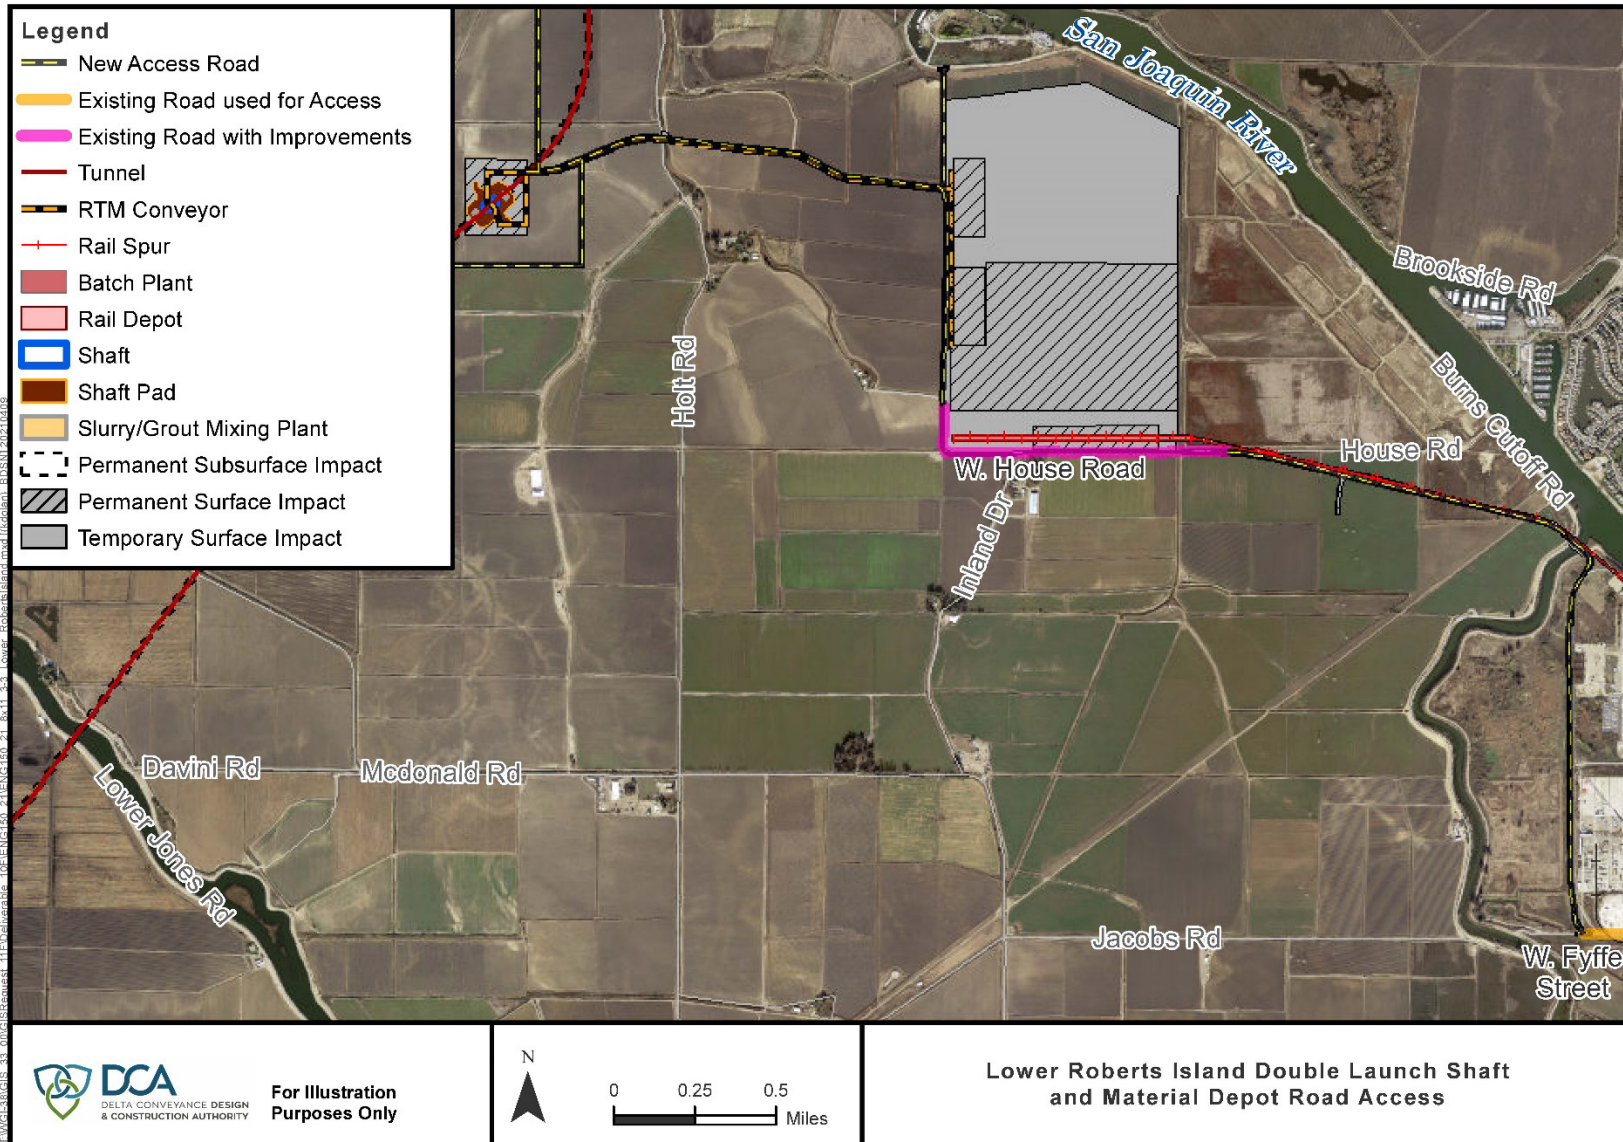 Legend
New Access Road
Existing Road used for Access
Existing Road with Improvements
Tunnel
RTM Conveyor
Rail Spur
Batch Plant
Rail Depot
Shaft
Shaft Pad
Slurry/Grout Mixing Plant
Permanent Subsurface Impact
Permanent Surface Impact
Temporary Surface Impact
San Joaquin River
Brookside Rd
Burns Cutoff Rd
Holt Rd
House Rd
W. House Road
Inland Dr
Davini Rd
Mcdonald Rd
Lower Jones Rd
Jacobs Rd
W. Fyffe
Street
DCA
DELTA CONVEYANCE DESIGN
& CONSTRUCTION AUTHORITY
For Illustration
Purposes Only
N
0 0.25 0.5
Miles
Lower Roberts Island Double Launch Shaft
and Material Depot Road Access